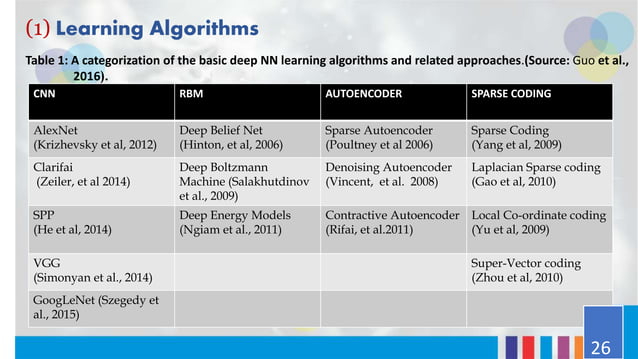 (1) Learning Algorithms
Table 1: A categorization of the basic deep NN learning algorithms and related approaches.(Source: Guo et al.,
2016).
CNN RBM AUTOENCODER SPARSE CODING
AlexNet Deep Belief Net Sparse Autoencoder Sparse Coding
(Krizhevsky et al, 2012) (Hinton, et al, 2006) (Poultney et al 2006) (Yang et al, 2009)
Clarifai Deep Boltzmann Denoising Autoencoder Laplacian Sparse coding
(Zeiler, et al 2014) Machine (Salakhutdinov (Vincent, et al. 2008) (Gao et al, 2010)
et al., 2009)
SPP Deep Energy Models Contractive Autoencoder Local Co-ordinate coding
(He et al, 2014) (Ngiam et al., 2011) (Rifai, et al.2011) (Yu et al, 2009)
VGG Super-Vector coding
(Simonyan et al., 2014) (Zhou et al, 2010)
GoogLeNet (Szegedy et
al., 2015)
26